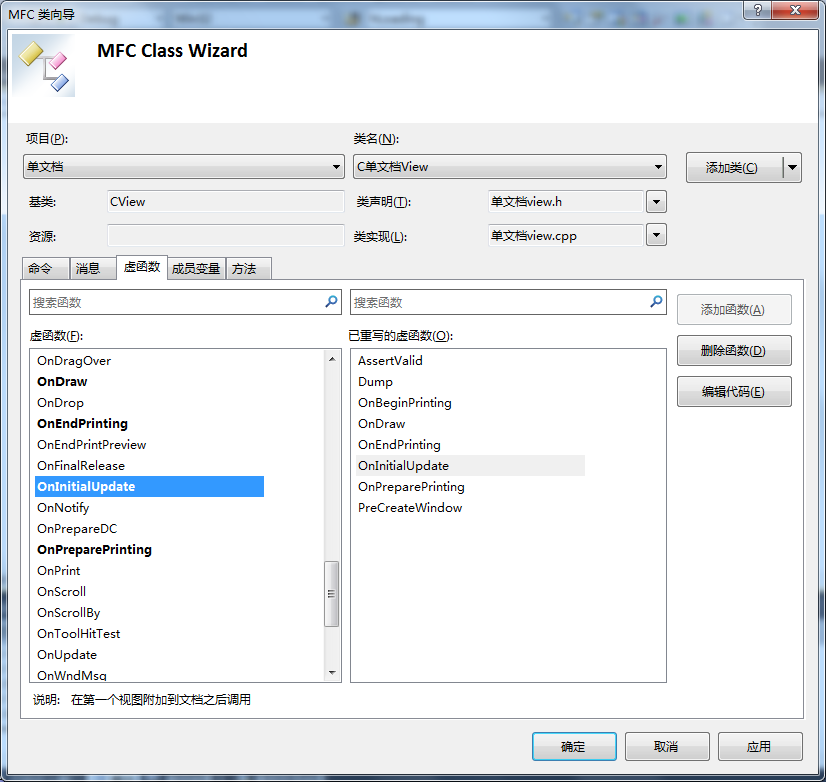 MFC 类向导
MFC Class Wizard
项目(P):
类名(N):
单文档
C单文档View
添加类(C)
基类:
CView
类声明(T):
单文档view.h
资源:
类实现(L):
单文档view.cpp
命令
消息
虚函数
成员变量
方法
搜索函数
搜索函数
添加函数(A)
虚函数(F):
已重写的虚函数(O):
删除函数(D)
编辑代码(E)
OnDragOver
OnDraw
OnDrop
OnEndPrinting
OnEndPrintPreview
OnFinalRelease
OnInitialUpdate
OnNotify
OnPrepareDC
OnPreparePrinting
OnPrint
OnScroll
OnScrollBy
OnToolHitTest
OnUpdate
OnWndMsg
AssertValid
Dump
OnBeginPrinting
OnDraw
OnEndPrinting
OnInitialUpdate
OnPreparePrinting
PreCreateWindow
说明: 在第一个视图附加到文档之后调用
确定
取消
应用